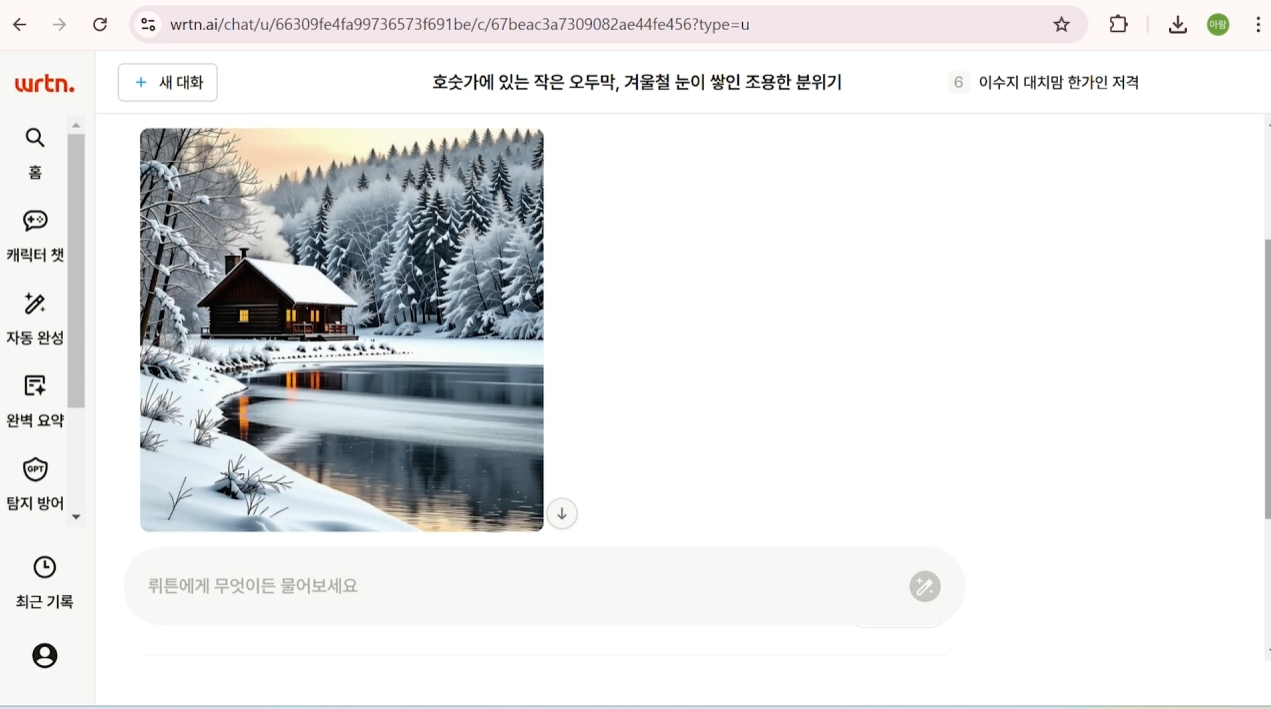 wrtn.ai/chat/u/66309fe4fa99736573f691be/c/67beac3a7309082ae44fe456?type=u
아람
wrtn.
+ 새 대화
호숫가에 있는 작은 오두막, 겨울철 눈이 쌓인 조용한 분위기
6 이수지 대치맘 한가인 저격
홈
캐릭터 챗
자동 완성
완벽 요약
GPT
탐지 방어
최근 기록
뤼튼에게 무엇이든 물어보세요